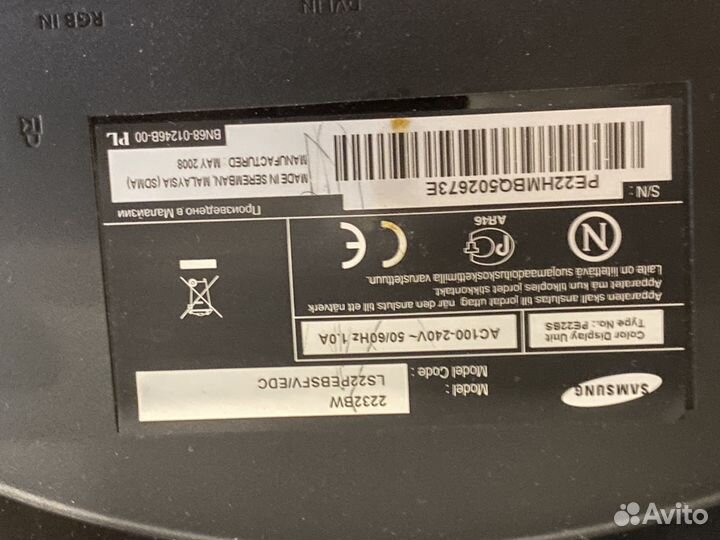 SAMSUNG
Model : 2232BW
Model Code : LS22PEBSFV/EDC
Color Display Unit
Type No.: PE22BS
AC100-240V~ 50/60Hz 1.0A
Apparaten skall anslutas till jordat uttag, när den ansluts till ett nätverk
Apparatet må kun tilkoples jordet stikkontakt.
Laite on liitettävä suojamaadoituskoskettimilla varustettuun.
N
PCT
AR46
CE
Произведено в Малайзии
S/N :
PE22HMBQ502673E
MADE IN SEREMBAN, MALAYSIA (SDMA)
MANUFACTURED : MAY 2008
BN68-01246B-00 PL
DVI IN
RGB IN
Avito